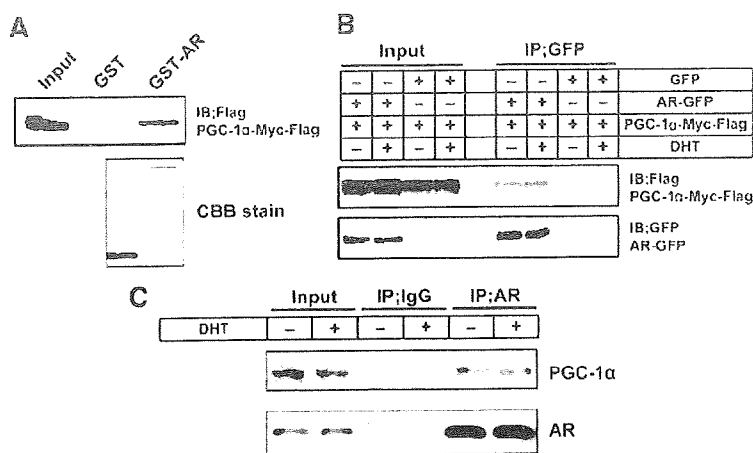 A
Input
GST
GST-AR
IB;Flag
PGC-1α-Myc-Flag
CBB stain
B
Input IP;GFP
− − + + − − + + GFP
+ + − − + + − − AR-GFP
+ + + + + + + + PGC-1α-Myc-Flag
− + − + − + − + DHT
IB;Flag
PGC-1α-Myc-Flag
IB;GFP
AR-GFP
C
Input IP;IgG IP;AR
DHT − + − + − +
PGC-1α
AR